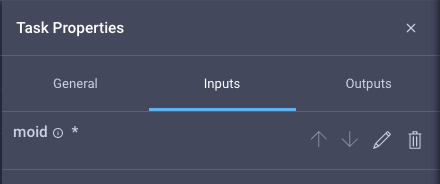 Task Properties
General Inputs Outputs
moid *